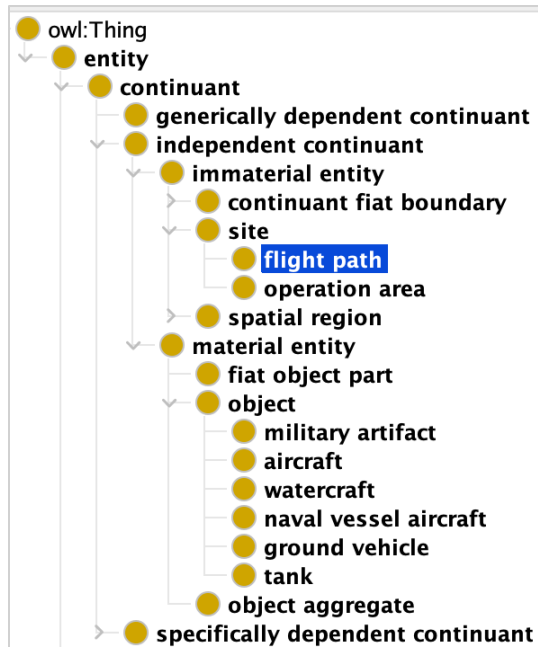 owl:Thing
entity
continuant
generically dependent continuant
independent continuant
immaterial entity
continuant fiat boundary
site
flight path
operation area
spatial region
material entity
fiat object part
object
military artifact
aircraft
watercraft
naval vessel aircraft
ground vehicle
tank
object aggregate
specifically dependent continuant